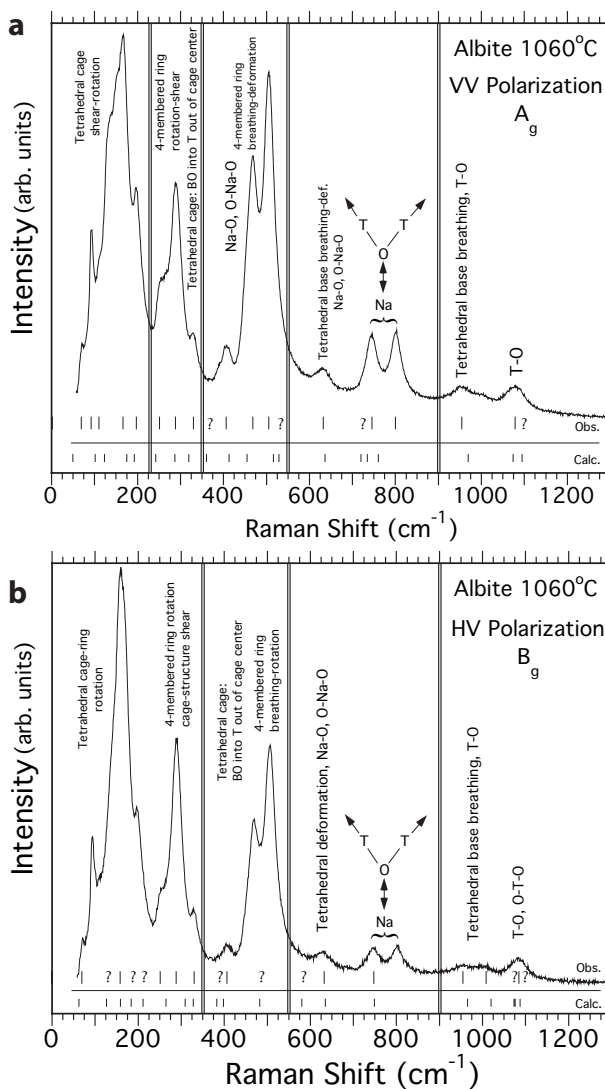 a
Albite 1060°C
VV Polarization
Ag
Intensity (arb. units)
Tetrahedral cage
shear-rotation
4-membered ring
rotation-shear
Tetrahedral cage: BO into T out of cage center
Na-O, O-Na-O
4-membered ring
breathing-deformation
Tetrahedral base breathing-def.
Na-O, O-Na-O
T T
O
Na
Tetrahedral base breathing, T-O
T-O
? ? ? ? Obs.
Calc.
0 200 400 600 800 1000 1200
Raman Shift (cm-1)
b
Albite 1060°C
HV Polarization
Bg
Intensity (arb. units)
Tetrahedral cage-ring
rotation
4-membered ring rotation
cage-structure shear
Tetrahedral cage:
BO into T out of cage center
4-membered ring
breathing-rotation
Tetrahedral deformation, Na-O, O-Na-O
T T
O
Na
Tetrahedral base breathing, T-O
T-O, O-T-O
? ? ? ? ? ? ? ? Obs.
Calc.
0 200 400 600 800 1000 1200
Raman Shift (cm-1)